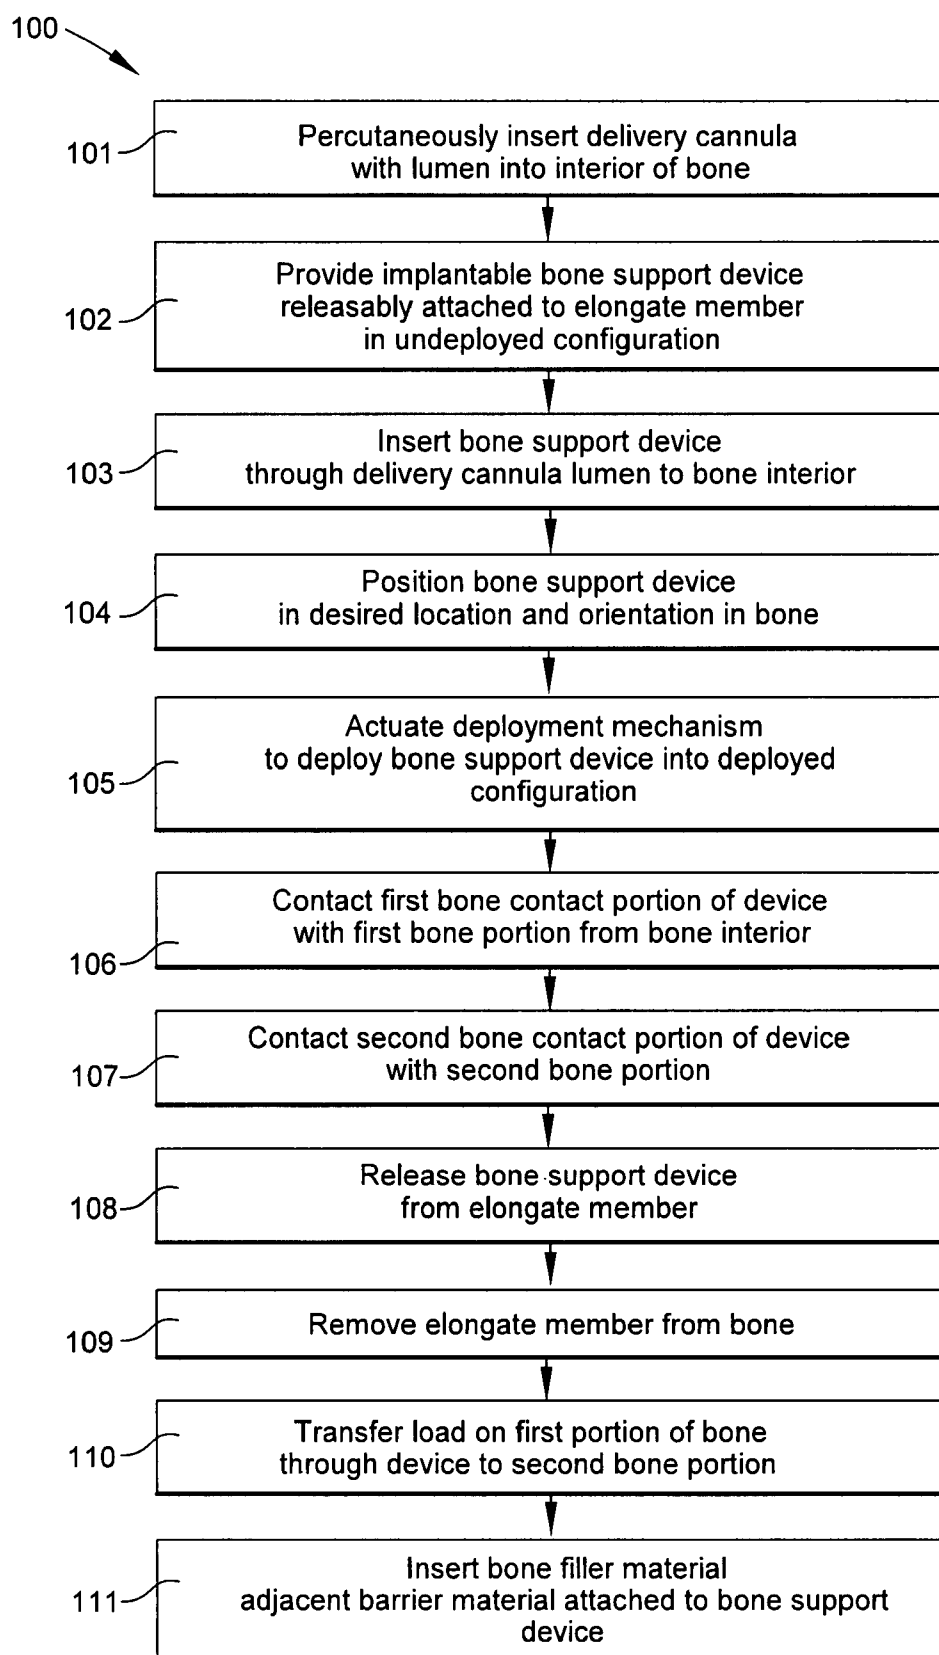 100
101
Percutaneously insert delivery cannula
with lumen into interior of bone
102
Provide implantable bone support device
releasably attached to elongate member
in undeployed configuration
103
Insert bone support device
through delivery cannula lumen to bone interior
104
Position bone support device
in desired location and orientation in bone
105
Actuate deployment mechanism
to deploy bone support device into deployed
configuration
106
Contact first bone contact portion of device
with first bone portion from bone interior
107
Contact second bone contact portion of device
with second bone portion
108
Release bone support device
from elongate member
109
Remove elongate member from bone
110
Transfer load on first portion of bone
through device to second bone portion
111
Insert bone filler material
adjacent barrier material attached to bone support
device